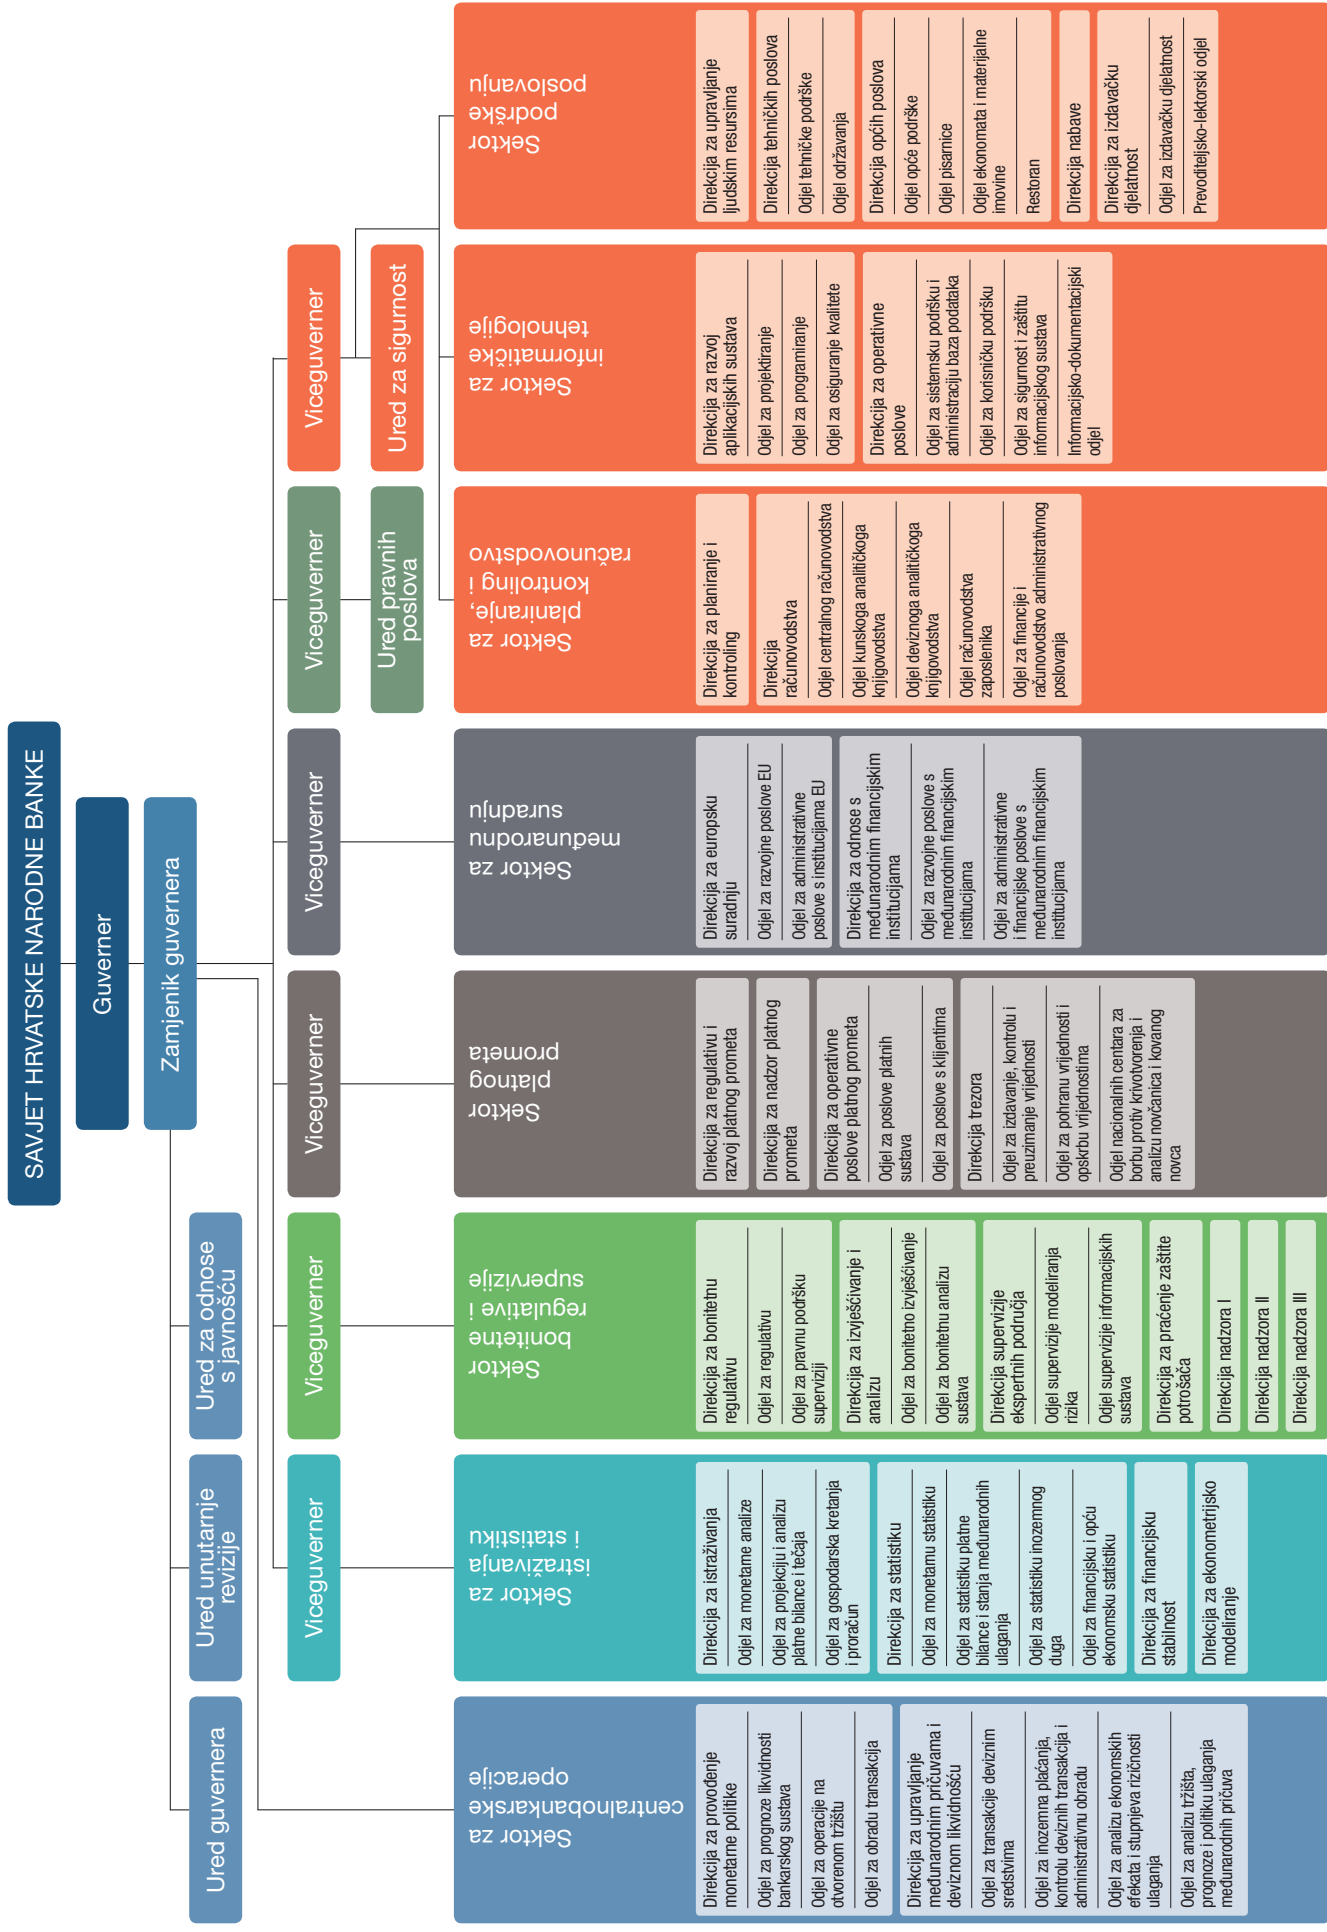 SAVJET HRVATSKE NARODNE BANKE
Guverner
Zamjenik guvernera
Ured guvernera
Ured unutarnje
revizije
Ured za odnose
s javnošću
Viceguverner
Viceguverner
Viceguverner
Viceguverner
Viceguverner
Viceguverner
Ured pravnih
poslova
Ured za sigurnost
Sektor za
centralnobankarske
operacije
Direkcija za provođenje
monetarne politike
Odjel za prognoze likvidnosti
bankarskog sustava
Odjel za operacije na
otvorenom tržištu
Odjel za obradu transakcija
Direkcija za upravljanje
međunarodnim pričuvama i
deviznom likvidnošću
Odjel za transakcije deviznim
sredstvima
Odjel za inozemna plaćanja,
kontrolu deviznih transakcija i
administrativnu obradu
Odjel za analizu ekonomskih
efekata i stupnjeva rizičnosti
ulaganja
Odjel za analizu tržišta,
prognoze i politiku ulaganja
međunarodnih pričuva
Sektor za
istraživanja
i statistiku
Direkcija za istraživanja
Odjel za monetarne analize
Odjel za projekciju i analizu
platne bilance i tečaja
Odjel za gospodarska kretanja
i proračun
Direkcija za statistiku
Odjel za monetarnu statistiku
Odjel za statistiku platne
bilance i stanja međunarodnih
ulaganja
Odjel za statistiku inozemnog
duga
Odjel za financijsku i opću
ekonomsku statistiku
Direkcija za financijsku
stabilnost
Direkcija za ekonometrijsko
modeliranje
Sektor
bonitetne
regulative i
supervizije
Direkcija za bonitetnu
regulativu
Odjel za regulativu
Odjel za pravnu podršku
superviziji
Direkcija za izvješćivanje i
analizu
Odjel za bonitetno izvješćivanje
Odjel za bonitetnu analizu
sustava
Direkcija supervizije
ekspertnih područja
Odjel supervizije modeliranja
rizika
Odjel supervizije informacijskih
sustava
Direkcija za praćenje zaštite
potrošača
Direkcija nadzora I
Direkcija nadzora II
Direkcija nadzora III
Sektor
platnog
prometa
Direkcija za regulativu i
razvoj platnog prometa
Direkcija za nadzor platnog
prometa
Direkcija za operativne
poslove platnog prometa
Odjel za poslove platnih
sustava
Odjel za poslove s klijentima
Direkcija trezora
Odjel za izdavanje, kontrolu i
preuzimanje vrijednosti
Odjel za pohranu vrijednosti i
opskrbu vrijednostima
Odjel nacionalnih centara za
borbu protiv krivotvorenja i
analizu novčanica i kovanog
novca
Sektor za
međunarodnu
suradnju
Direkcija za europsku
suradnju
Odjel za razvojne poslove EU
Odjel za administrativne
poslove s institucijama EU
Direkcija za odnose s
međunarodnim financijskim
institucijama
Odjel za razvojne poslove s
međunarodnim financijskim
institucijama
Odjel za administrativne
i financijske poslove s
međunarodnim financijskim
institucijama
Sektor za
planiranje,
kontroling i
računovodstvo
Direkcija za planiranje i
kontroling
Direkcija
računovodstva
Odjel centralnog računovodstva
Odjel kunskoga analitičkoga
knjigovodstva
Odjel deviznoga analitičkoga
knjigovodstva
Odjel računovodstva
zaposlenika
Odjel za financije i
računovodstvo administrativnog
poslovanja
Sektor za
informatičke
tehnologije
Direkcija za razvoj
aplikacijskih sustava
Odjel za projektiranje
Odjel za programiranje
Odjel za osiguranje kvalitete
Direkcija za operativne
poslove
Odjel za sistemsku podršku i
administraciju baza podataka
Odjel za korisničku podršku
Odjel za sigurnost i zaštitu
informacijskog sustava
Informacijsko-dokumentacijski
odjel
Sektor
podrške
poslovanju
Direkcija za upravljanje
ljudskim resursima
Direkcija tehničkih poslova
Odjel tehničke podrške
Odjel održavanja
Direkcija općih poslova
Odjel opće podrške
Odjel pisarnice
Odjel ekonomata i materijalne
imovine
Restoran
Direkcija nabave
Direkcija za izdavačku
djelatnost
Odjel za izdavačku djelatnost
Prevoditeljsko-lektorski odjel